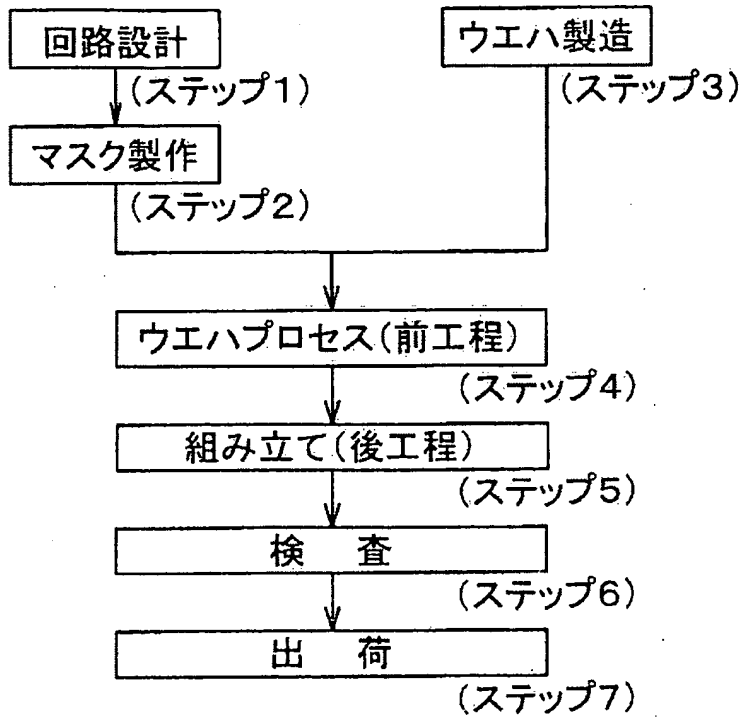 回路設計
(ステップ1)
マスク製作
(ステップ2)
ウエハ製造
(ステップ3)
ウエハプロセス(前工程)
(ステップ4)
組み立て(後工程)
(ステップ5)
検 査
(ステップ6)
出 荷
(ステップ7)